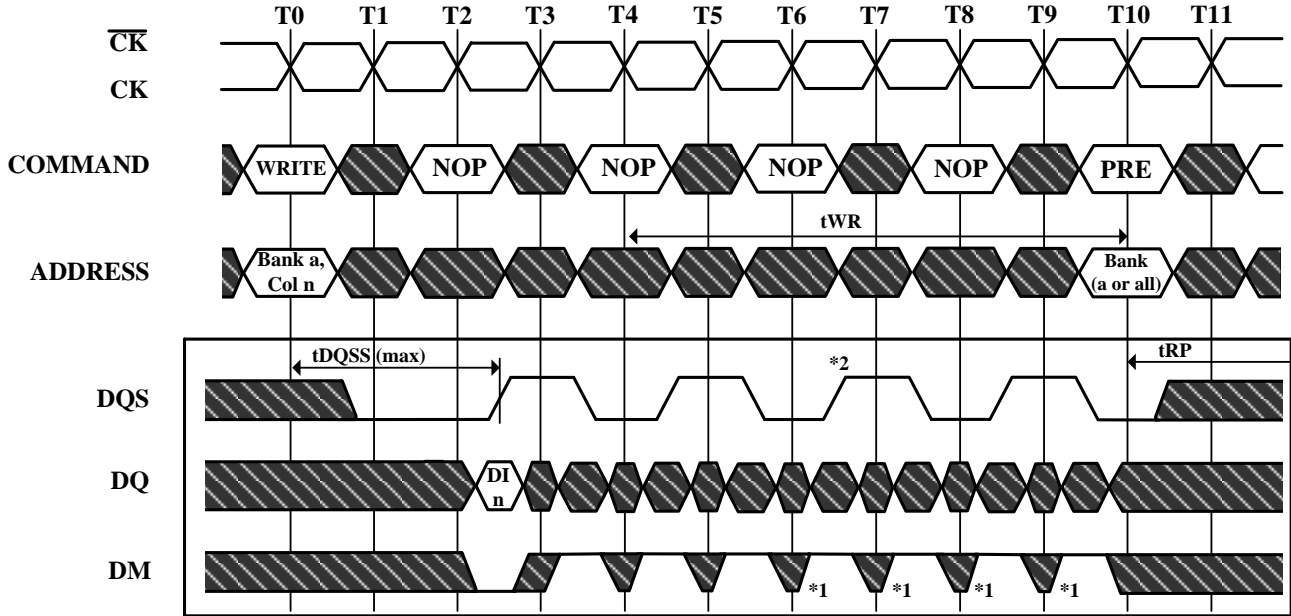 T0 T1 T2 T3 T4 T5 T6 T7 T8 T9 T10 T11
CK
CK
COMMAND
WRITE NOP NOP NOP NOP PRE
tWR
ADDRESS
Bank a,
Col n
Bank
(a or all)
tDQSS (max)
*2
tRP
DQS
DQ
DI
n
DM
*1 *1 *1 *1